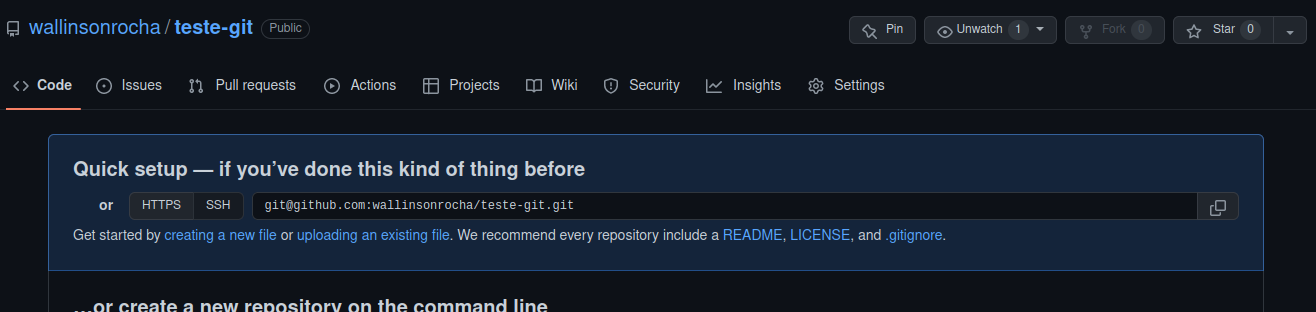 wallinsonrocha / teste-git Public Pin Unwatch 1 Fork 0 Star 0
Code Issues Pull requests Actions Projects Wiki Security Insights Settings
Quick setup — if you’ve done this kind of thing before
or HTTPS SSH git@github.com:wallinsonrocha/teste-git.git
Get started by creating a new file or uploading an existing file. We recommend every repository include a README, LICENSE, and .gitignore.
…or create a new repository on the command line